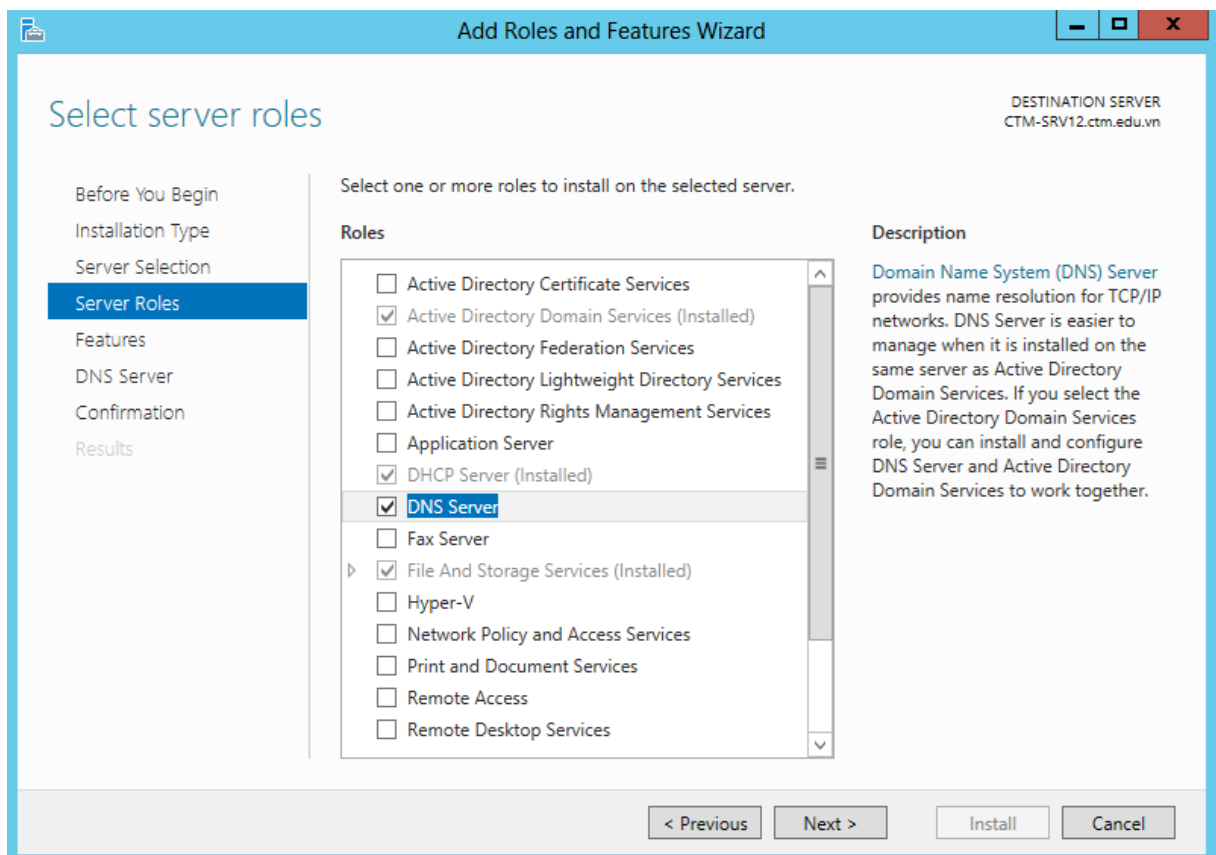 Add Roles and Features Wizard
Select server roles
DESTINATION SERVER
CTM-SRV12.ctm.edu.vn
Before You Begin
Installation Type
Server Selection
Server Roles
Features
DNS Server
Confirmation
Results
Select one or more roles to install on the selected server.
Roles
Active Directory Certificate Services
Active Directory Domain Services (Installed)
Active Directory Federation Services
Active Directory Lightweight Directory Services
Active Directory Rights Management Services
Application Server
DHCP Server (Installed)
DNS Server
Fax Server
File And Storage Services (Installed)
Hyper-V
Network Policy and Access Services
Print and Document Services
Remote Access
Remote Desktop Services
Description
Domain Name System (DNS) Server
provides name resolution for TCP/IP
networks. DNS Server is easier to
manage when it is installed on the
same server as Active Directory
Domain Services. If you select the
Active Directory Domain Services
role, you can install and configure
DNS Server and Active Directory
Domain Services to work together.
< Previous
Next >
Install
Cancel